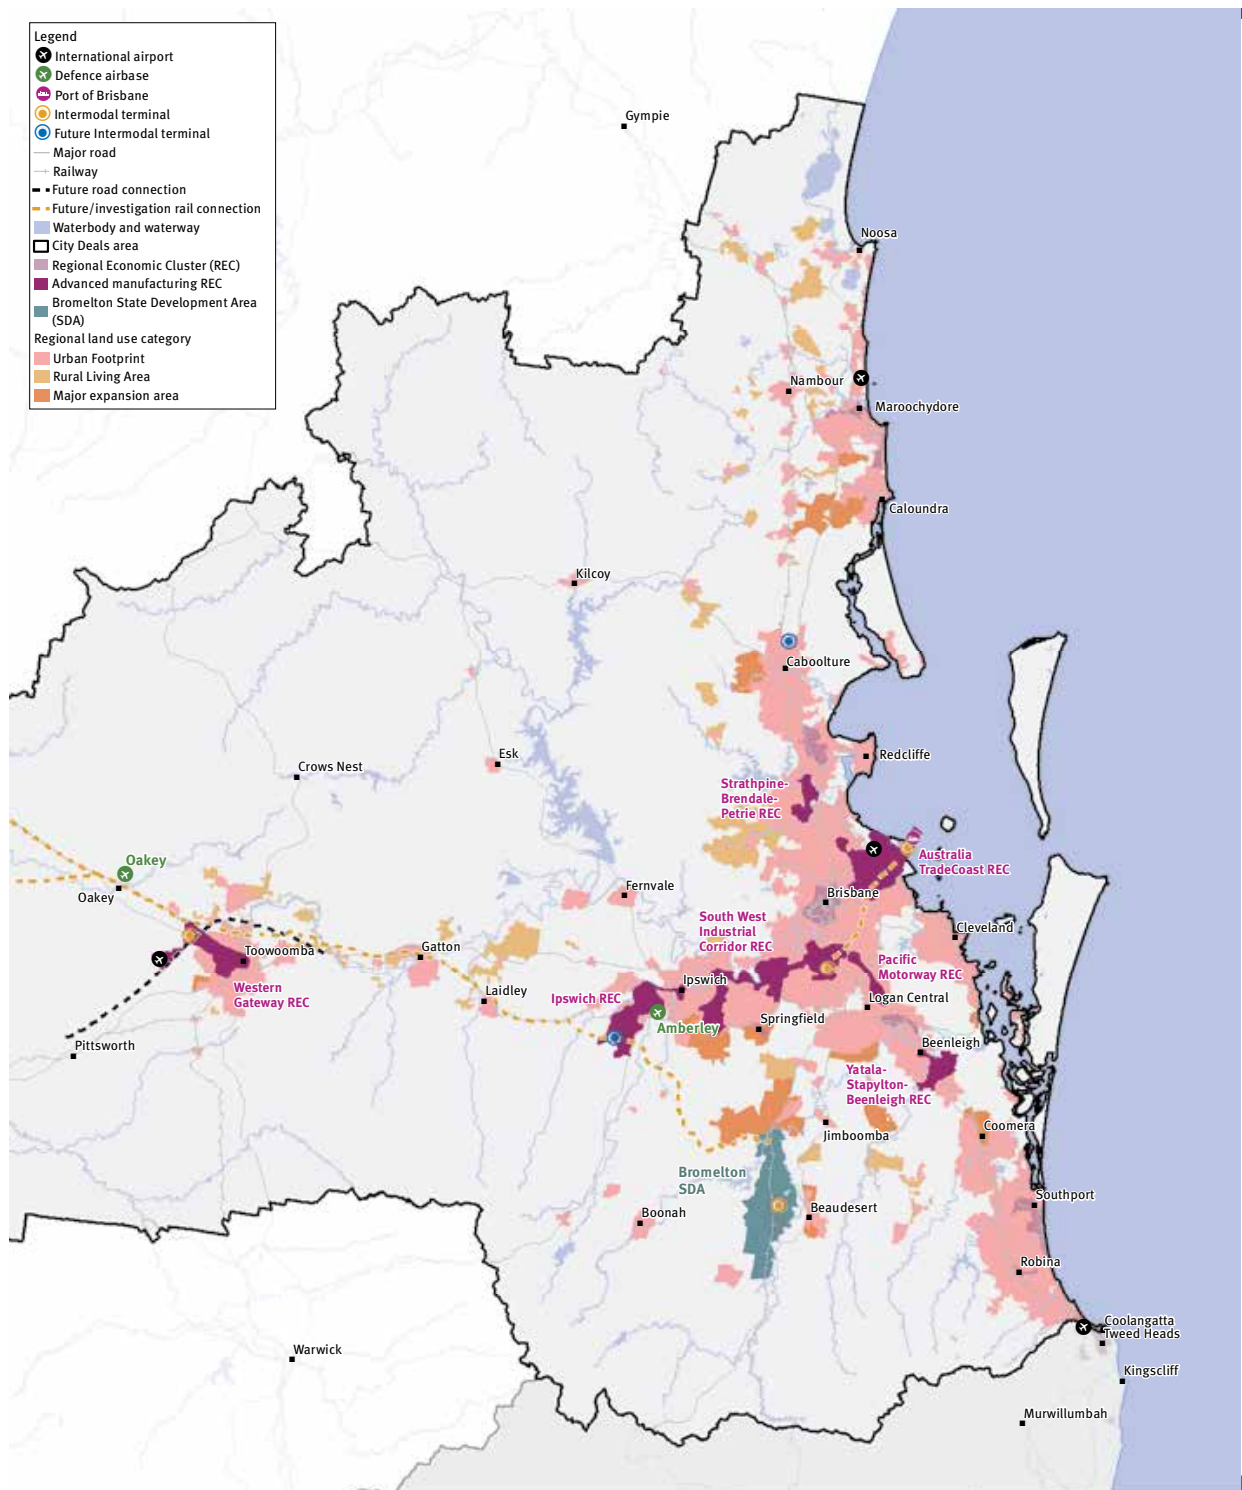 Legend
International airport
Defence airbase
Port of Brisbane
Intermodal terminal
Future Intermodal terminal
Major road
Railway
Future road connection
Future/investigation rail connection
Waterbody and waterway
City Deals area
Regional Economic Cluster (REC)
Advanced manufacturing REC
Bromelton State Development Area
(SDA)
Regional land use category
Urban Footprint
Rural Living Area
Major expansion area
Gympie
Noosa
Nambour
Maroochydore
Caloundra
Kilcoy
Caboolture
Esk
Redcliffe
Crows Nest
Strathpine-
Brendale-
Petrie REC
Oakey
Oakey
Australia
TradeCoast REC
Fernvale
Brisbane
South West
Industrial
Corridor REC
Cleveland
Gatton
Toowoomba
Pacific
Motorway REC
Western
Gateway REC
Ipswich
Laidley
Ipswich REC
Logan Central
Amberley
Springfield
Pittsworth
Beenleigh
Yatala-
Stapylton-
Beenleigh REC
Coomera
Jimboomba
Bromelton
SDA
Southport
Boonah
Beaudesert
Robina
Coolangatta
Tweed Heads
Warwick
Kingscliff
Murwillumbah